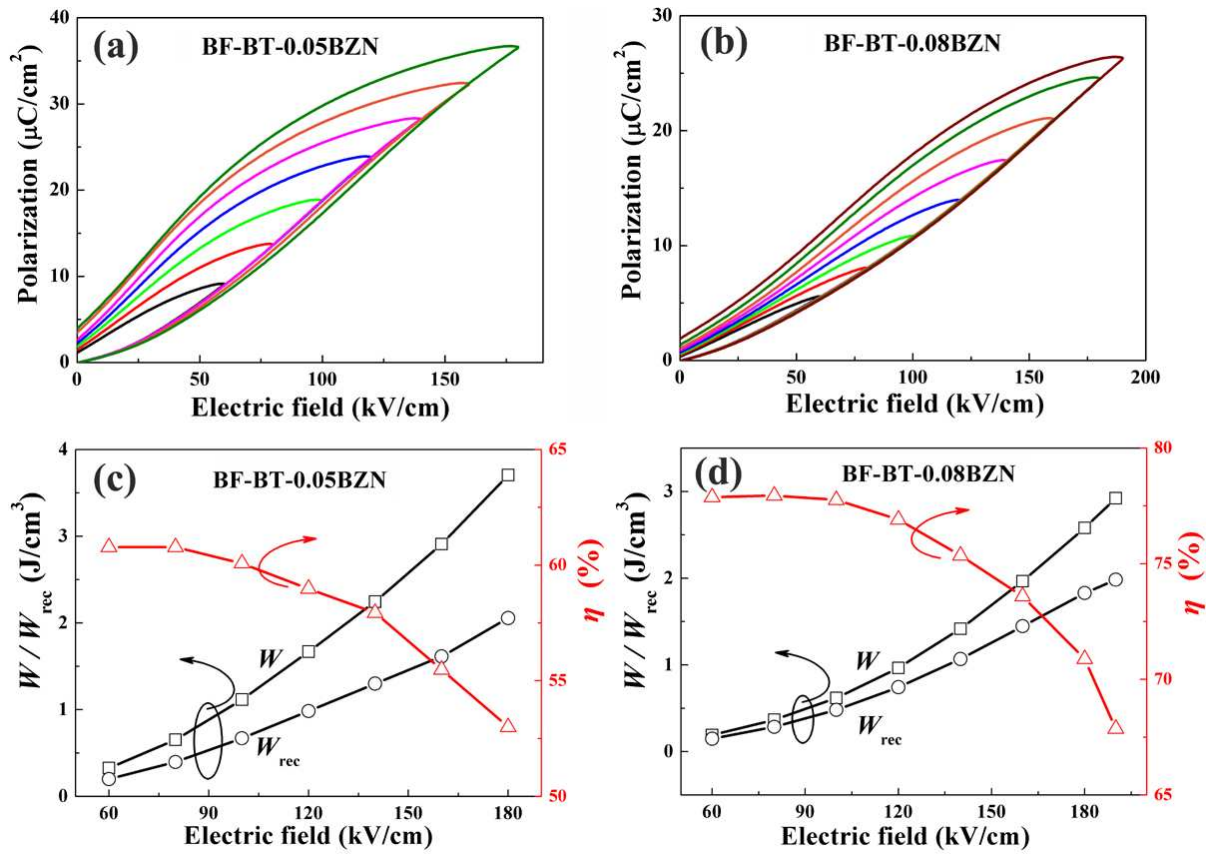 (a)
BF-BT-0.05BZN
Polarization (μC/cm²)
40
30
20
10
0
0
50
100
150
Electric field (kV/cm)
(b)
BF-BT-0.08BZN
Polarization (μC/cm²)
30
20
10
0
0
50
100
150
200
Electric field (kV/cm)
(c)
BF-BT-0.05BZN
W / Wrec (J/cm³)
4
3
2
1
0
W
Wrec
60
90
120
150
180
Electric field (kV/cm)
65
60
55
50
η (%)
(d)
BF-BT-0.08BZN
W / Wrec (J/cm³)
3
2
1
0
W
Wrec
60
90
120
150
180
Electric field (kV/cm)
80
75
70
65
η (%)